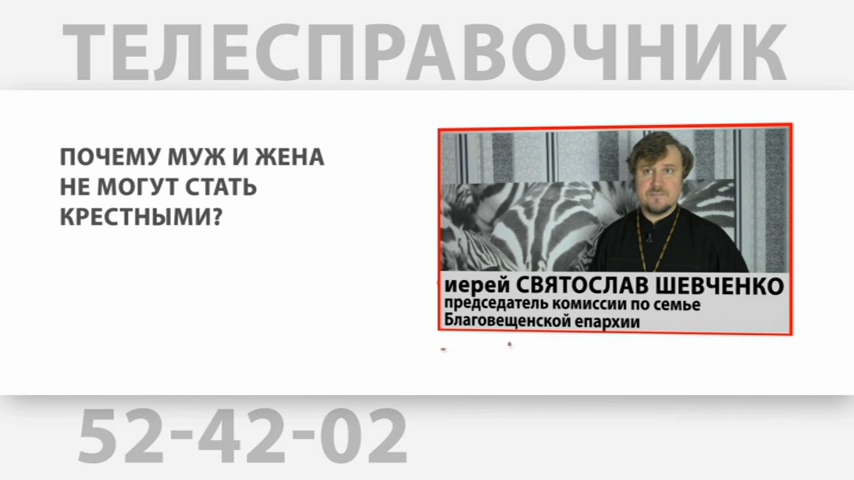 ТЕЛЕСПРАВОЧНИК
ПОЧЕМУ МУЖ И ЖЕНА
НЕ МОГУТ СТАТЬ
КРЕСТНЫМИ?
иерей СВЯТОСЛАВ ШЕВЧЕНКО
председатель комиссии по семье
Благовещенской епархии
52-42-02